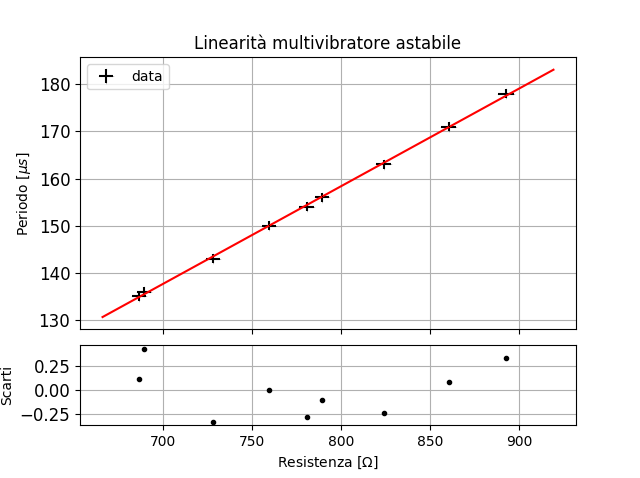 Linearità multivibratore astabile
data
Periodo [μs]
180
170
160
150
140
130
Scarti
0.25
0.00
−0.25
700 750 800 850 900
Resistenza [Ω]